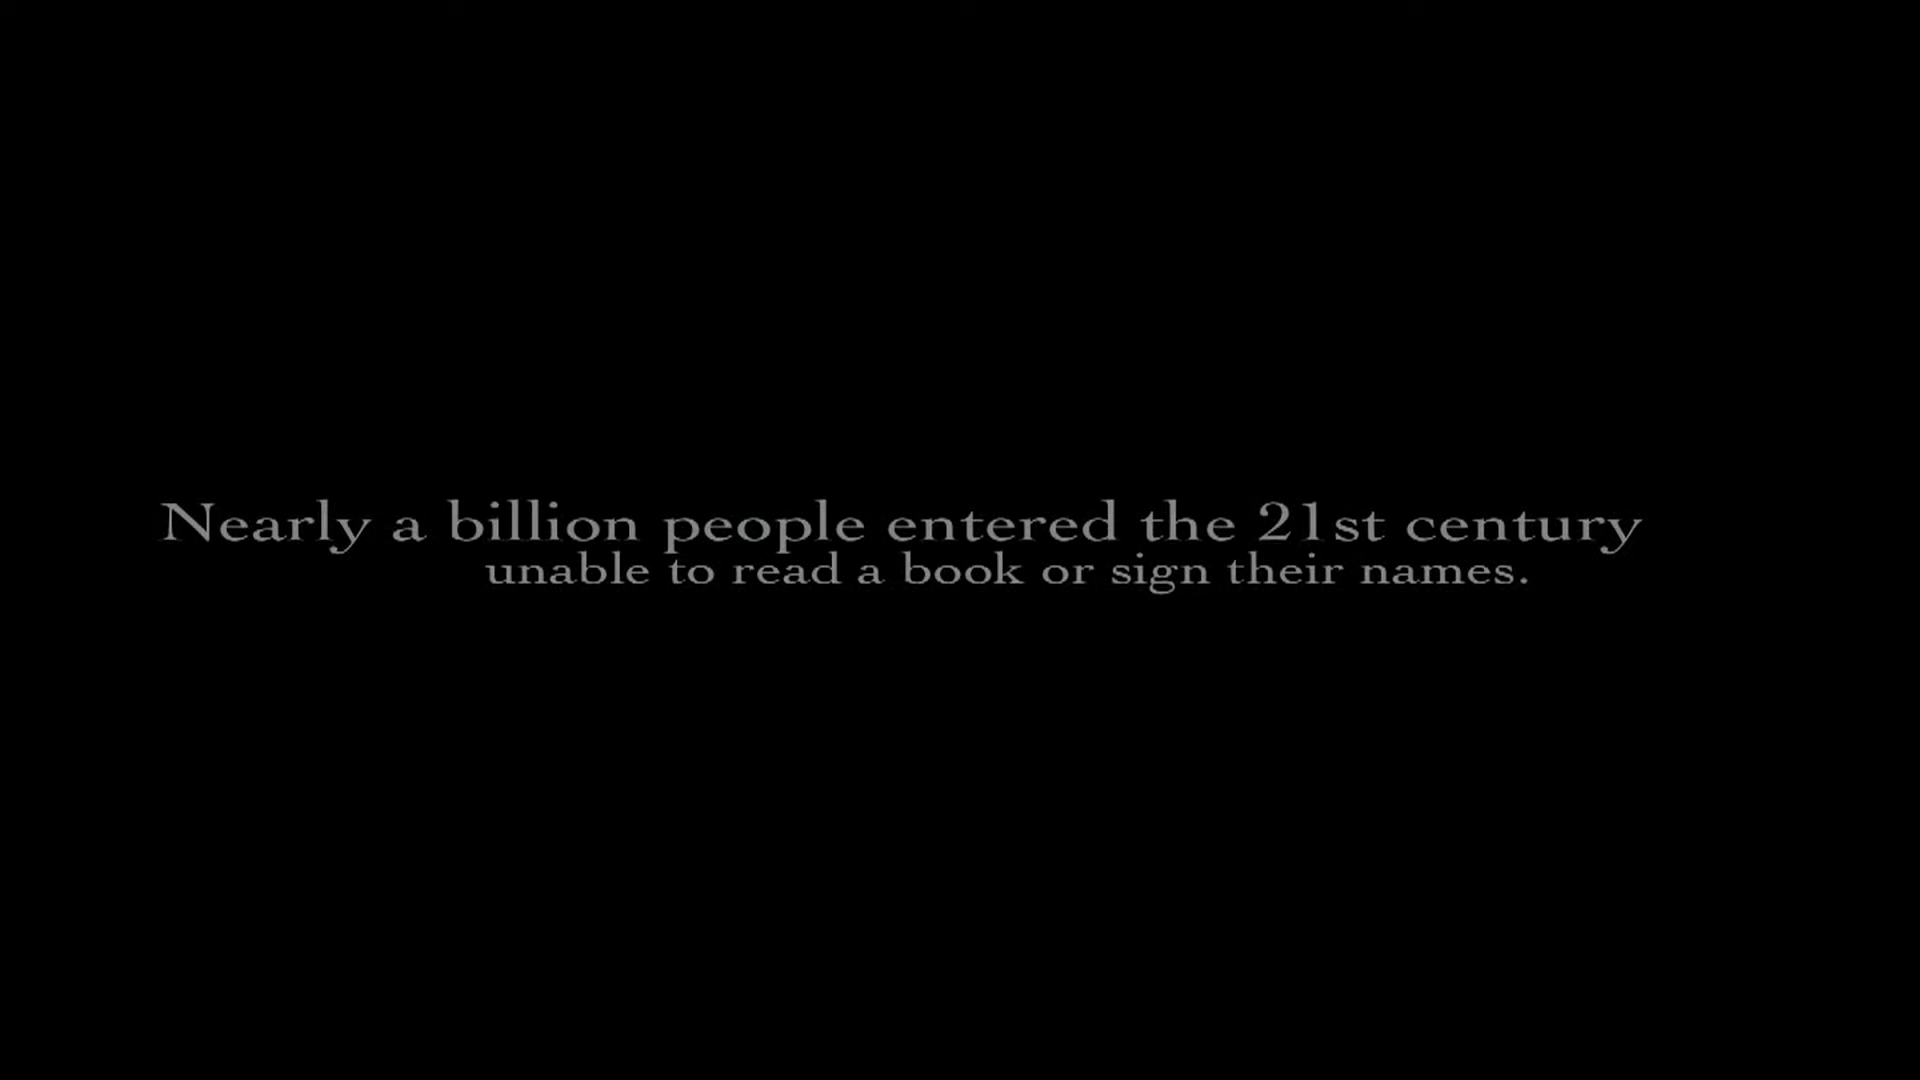 Nearly a billion people entered the 21st century
unable to read a book or sign their names.